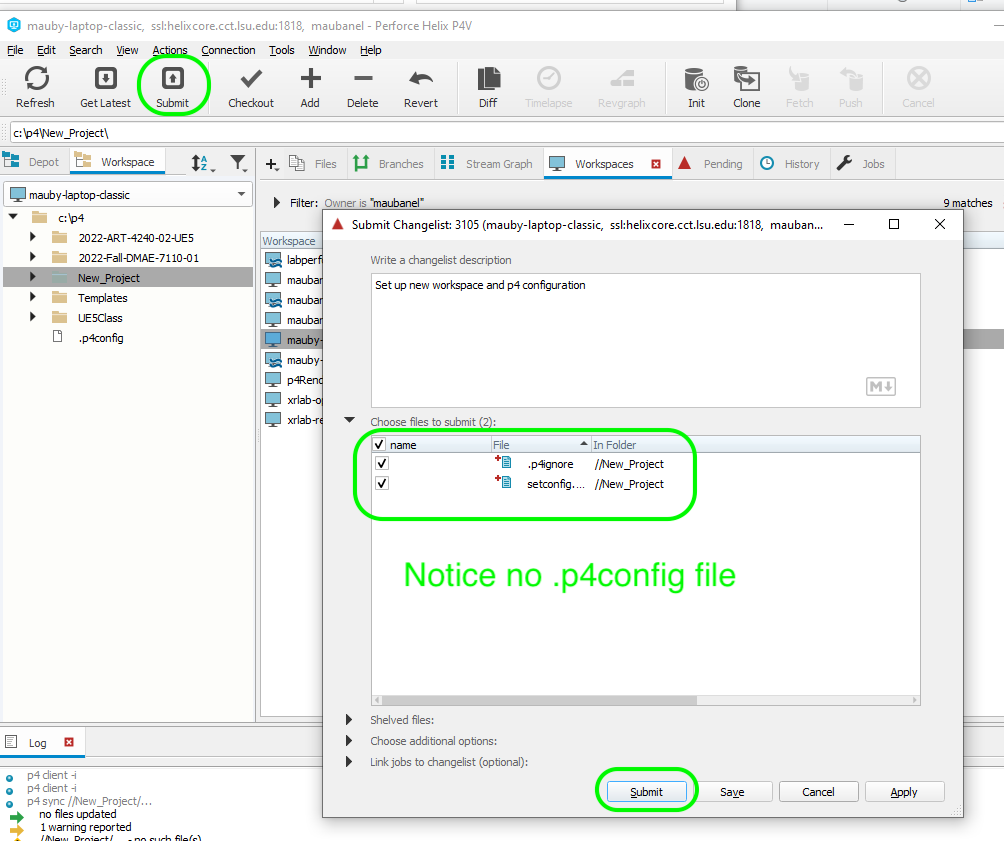 mauby-laptop-classic, ssl:helixcore.cct.lsu.edu:1818, maubanel - Perforce Helix P4V
File Edit Search View Actions Connection Tools Window Help
Refresh Get Latest Submit Checkout Add Delete Revert Diff Timelapse Revgraph Init Clone Fetch Push Cancel
c:\p4\New_Project\
Depot Workspace Files Branches Stream Graph Workspaces Pending History Jobs
mauby-laptop-classic
Filter: Owner is "maubanel" 9 matches
c:\p4
2022-ART-4240-02-UE5
2022-Fall-DMAE-7110-01
New_Project
Templates
UE5Class
.p4config
Workspace
labperf
mauban
mauban
mauban
mauby-
mauby-
p4Rend
xrlab-op
xrlab-re
Submit Changelist: 3105 (mauby-laptop-classic, ssl:helixcore.cct.lsu.edu:1818, mauban...
Write a changelist description
Set up new workspace and p4 configuration
M
Choose files to submit (2):
name File In Folder
.p4ignore //New_Project
setconfig.... //New_Project
Notice no .p4config file
Shelved files:
Choose additional options:
Link jobs to changelist (optional):
Submit Save Cancel Apply
Log
p4 client -i
p4 client -i
p4 sync //New_Project/...
no files updated
1 warning reported
//New_Project/... - no such file(s)